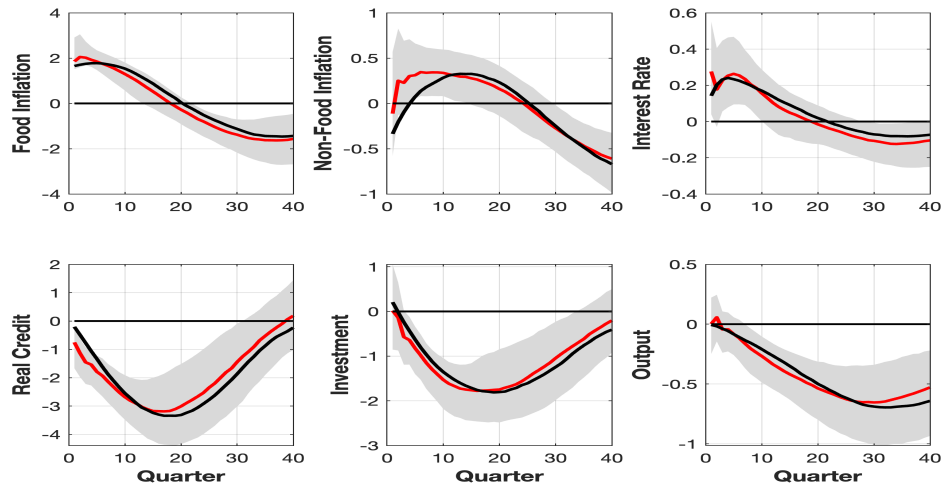 Food Inflation
4
2
0
-2
-4
0 10 20 30 40
Non-Food Inflation
1
0.5
0
-0.5
-1
0 10 20 30 40
Interest Rate
0.6
0.4
0.2
0
-0.2
-0.4
0 10 20 30 40
Real Credit
2
1
0
-1
-2
-3
-4
0 10 20 30 40
Quarter
Investment
1
0
-1
-2
-3
0 10 20 30 40
Quarter
Output
0.5
0
-0.5
-1
0 10 20 30 40
Quarter